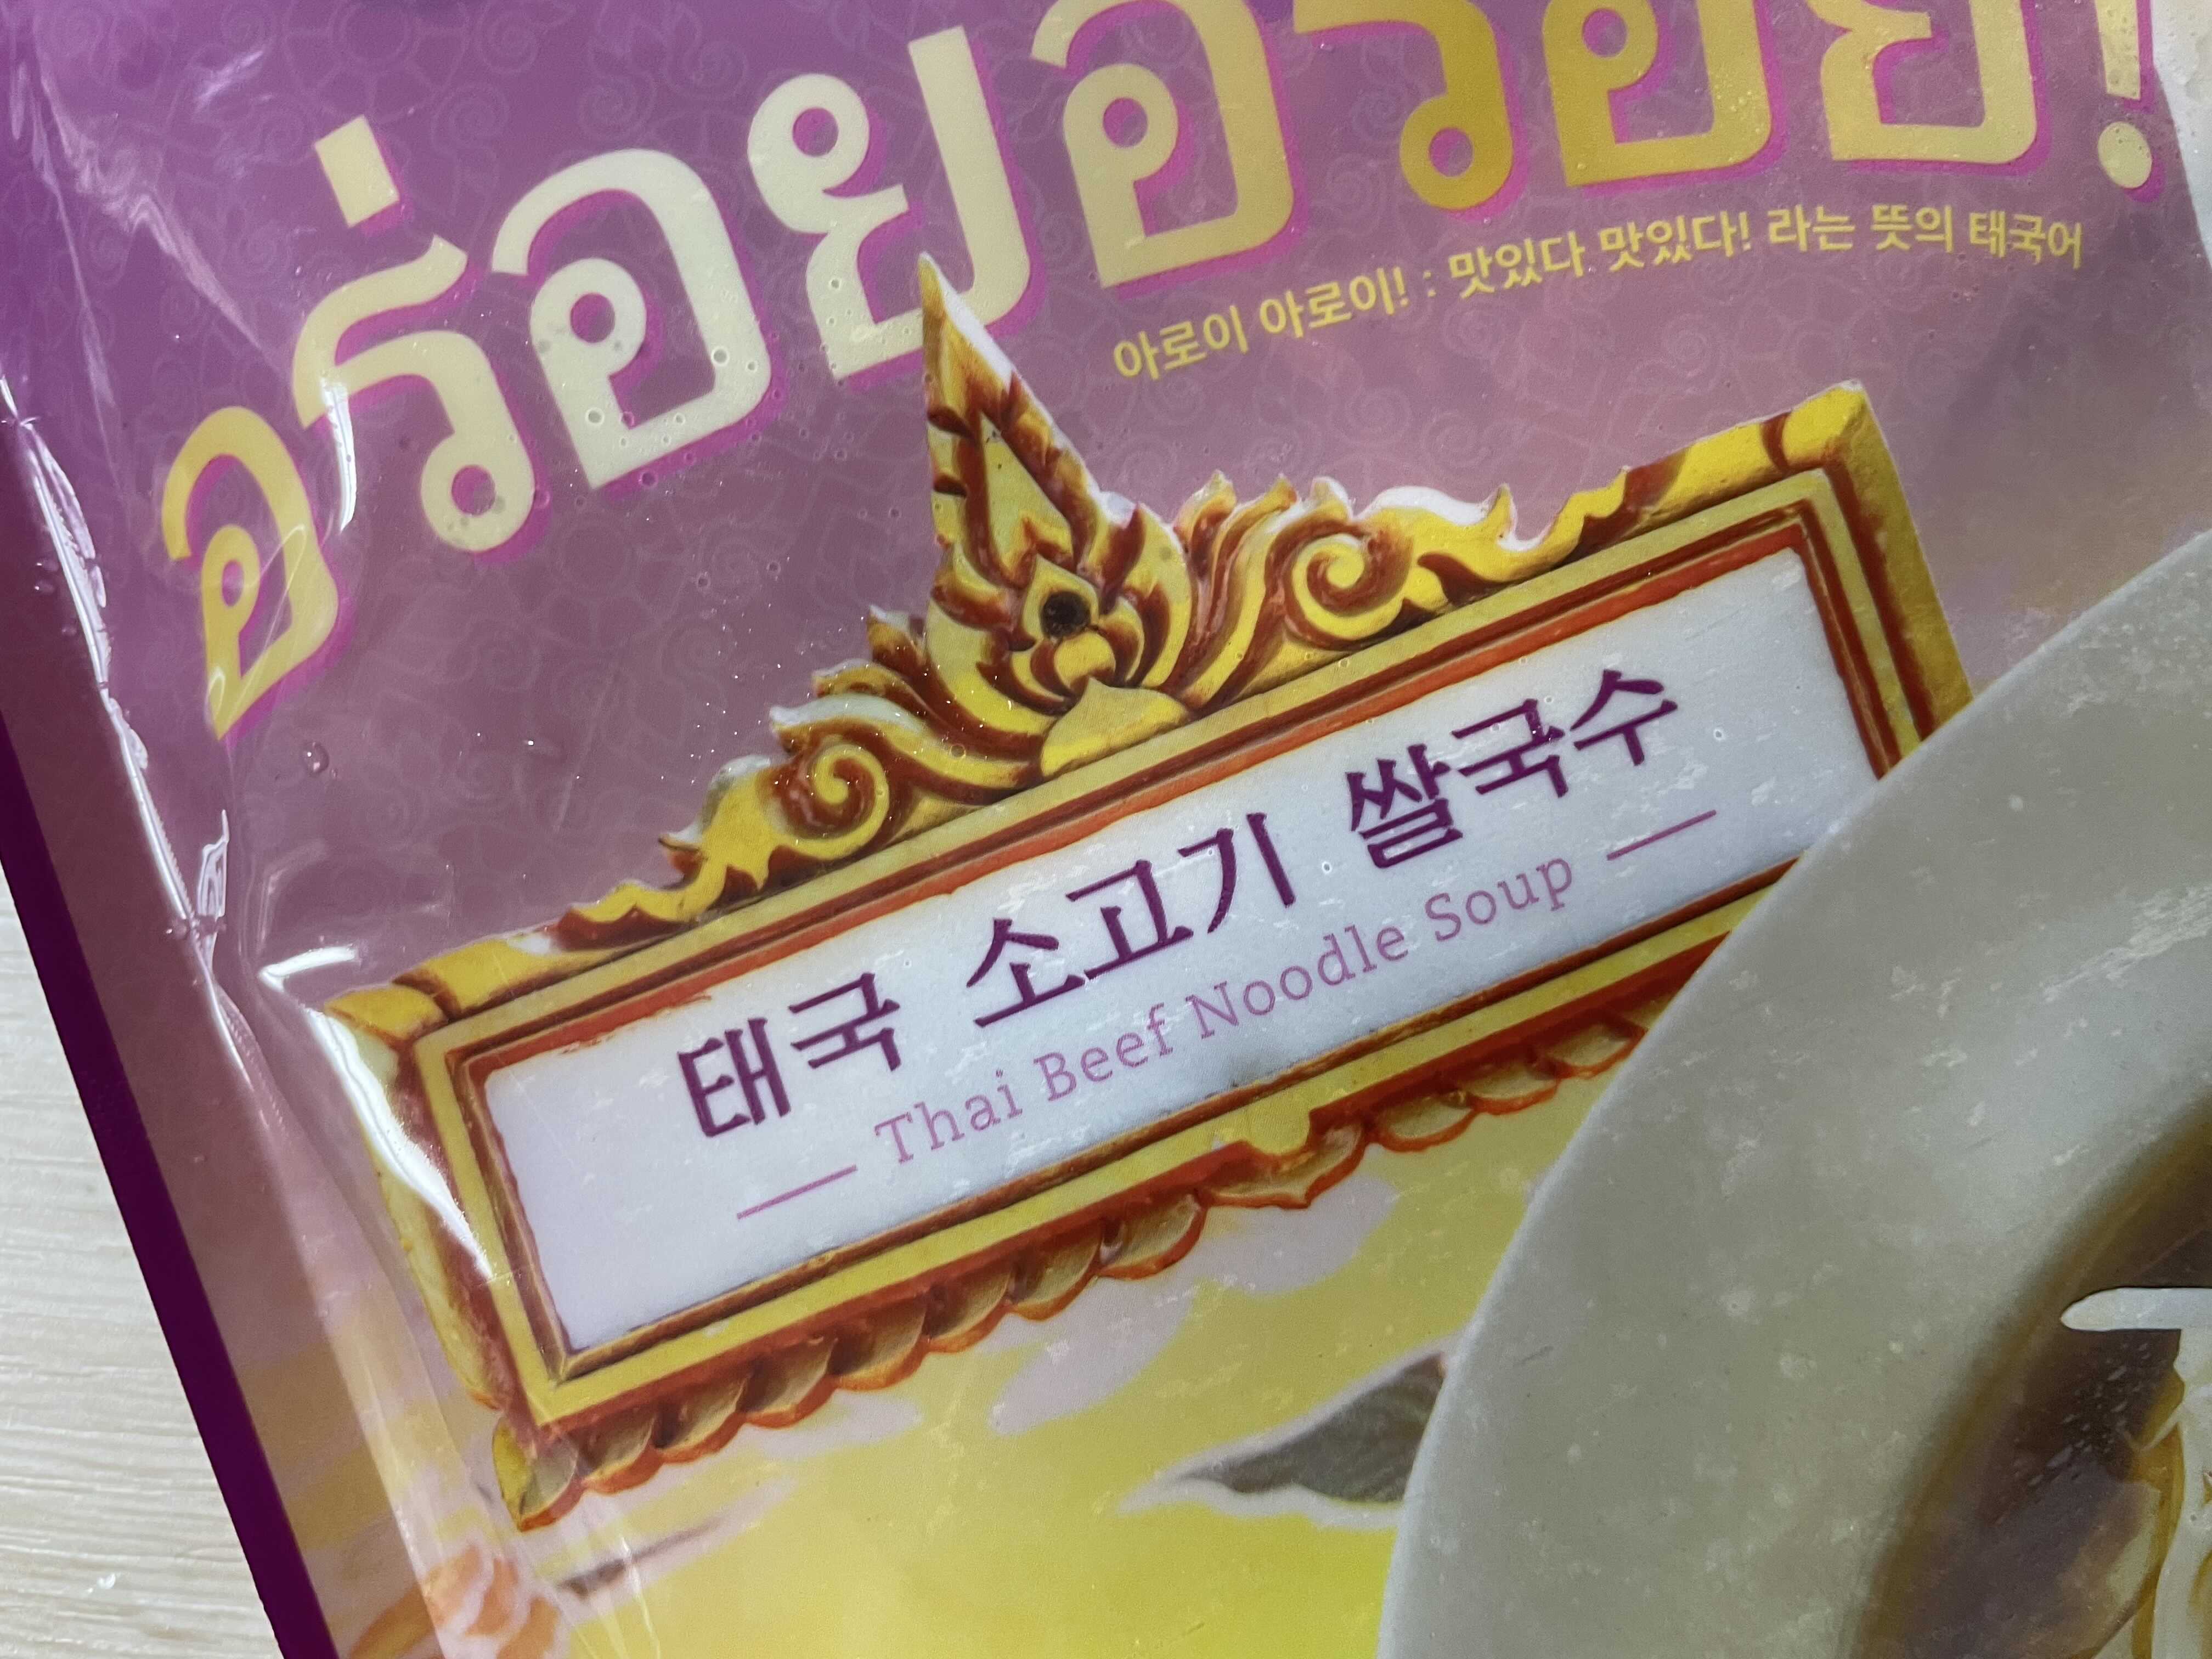 อร่อยอร่อย!
아로이 아로이! : 맛있다 맛있다! 라는 뜻의 태국어
태국 소고기 쌀국수
Thai Beef Noodle Soup